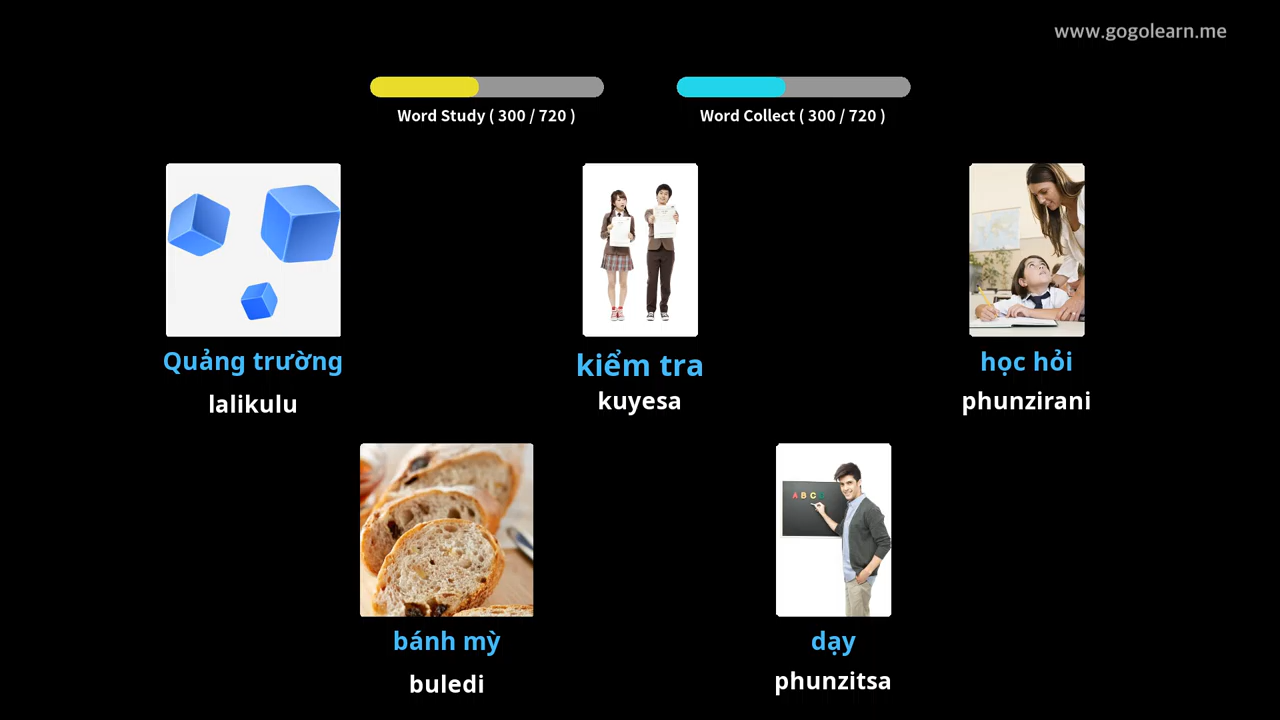 www.gogolearn.me
Word Study ( 300 / 720 )
Word Collect ( 300 / 720 )
Quảng trường
lalikulu
kiểm tra
kuyesa
học hỏi
phunzirani
A B C D
bánh mỳ
buledi
dạy
phunzitsa